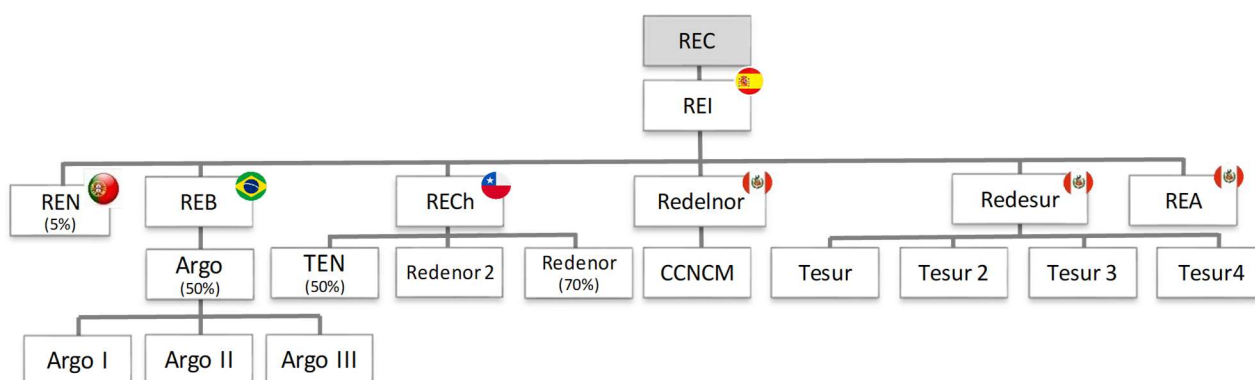 REC
REI
REN
(5%)
REB
RECh
Redelnor
Redesur
REA
Argo
(50%)
TEN
(50%)
Redenor 2
Redenor
(70%)
CCNCM
Tesur
Tesur 2
Tesur 3
Tesur4
Argo I
Argo II
Argo III